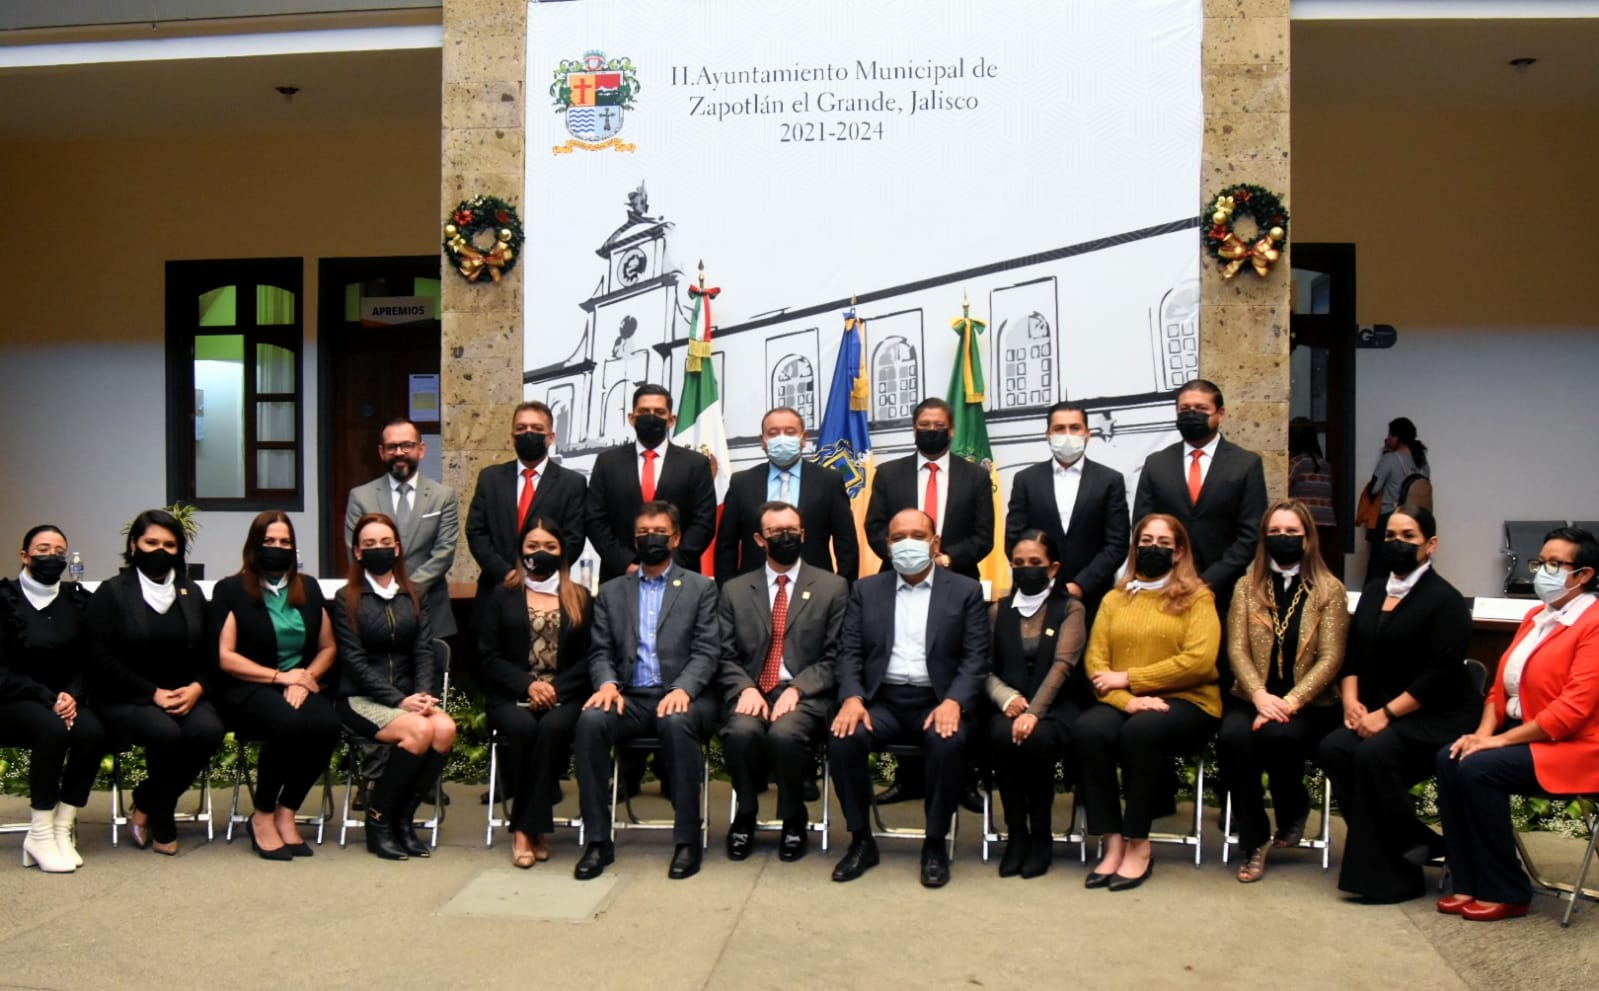 H.Ayuntamiento Municipal de
Zapotlán el Grande, Jalisco
2021-2024
APREMIOS